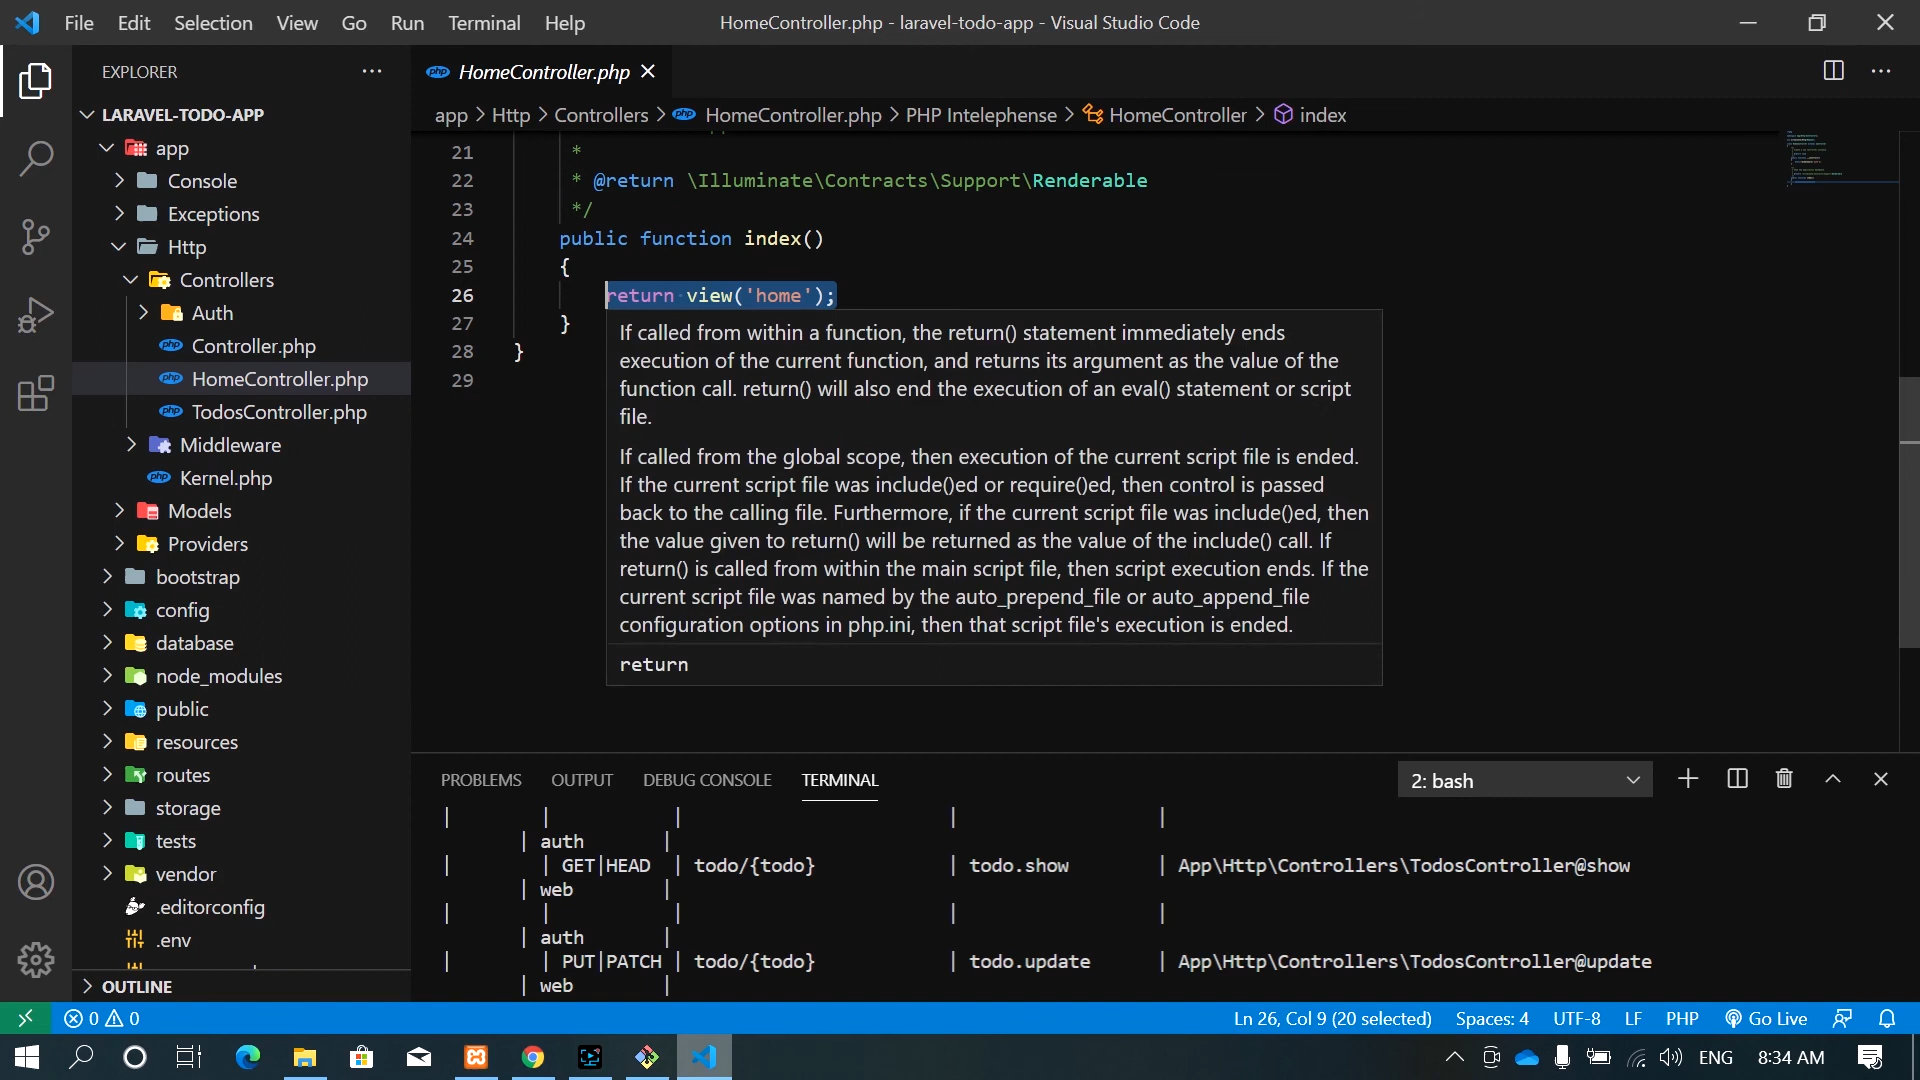 File Edit Selection View Go Run Terminal Help
HomeController.php - laravel-todo-app - Visual Studio Code
EXPLORER
LARAVEL-TODO-APP
app
Console
Exceptions
Http
Controllers
Auth
Controller.php
HomeController.php
TodosController.php
Middleware
Kernel.php
Models
Providers
bootstrap
config
database
node_modules
public
resources
routes
storage
tests
vendor
.editorconfig
.env
OUTLINE
HomeController.php
app > Http > Controllers > HomeController.php > PHP Intelephense > HomeController > index
21 *
22 * @return \Illuminate\Contracts\Support\Renderable
23 */
24 public function index()
25 {
26 return view('home');
27 }
28 }
29
If called from within a function, the return() statement immediately ends
execution of the current function, and returns its argument as the value of the
function call. return() will also end the execution of an eval() statement or script
file.
If called from the global scope, then execution of the current script file is ended.
If the current script file was include()ed or require()ed, then control is passed
back to the calling file. Furthermore, if the current script file was include()ed, then
the value given to return() will be returned as the value of the include() call. If
return() is called from within the main script file, then script execution ends. If the
current script file was named by the auto_prepend_file or auto_append_file
configuration options in php.ini, then that script file's execution is ended.
return
PROBLEMS OUTPUT DEBUG CONSOLE TERMINAL
2: bash
| | | | |
| auth |
| | GET|HEAD | todo/{todo} | todo.show | App\Http\Controllers\TodosController@show
| web |
| | | | |
| auth |
| | PUT|PATCH | todo/{todo} | todo.update | App\Http\Controllers\TodosController@update
| web |
0 0
Ln 26, Col 9 (20 selected) Spaces: 4 UTF-8 LF PHP Go Live
ENG 8:34 AM